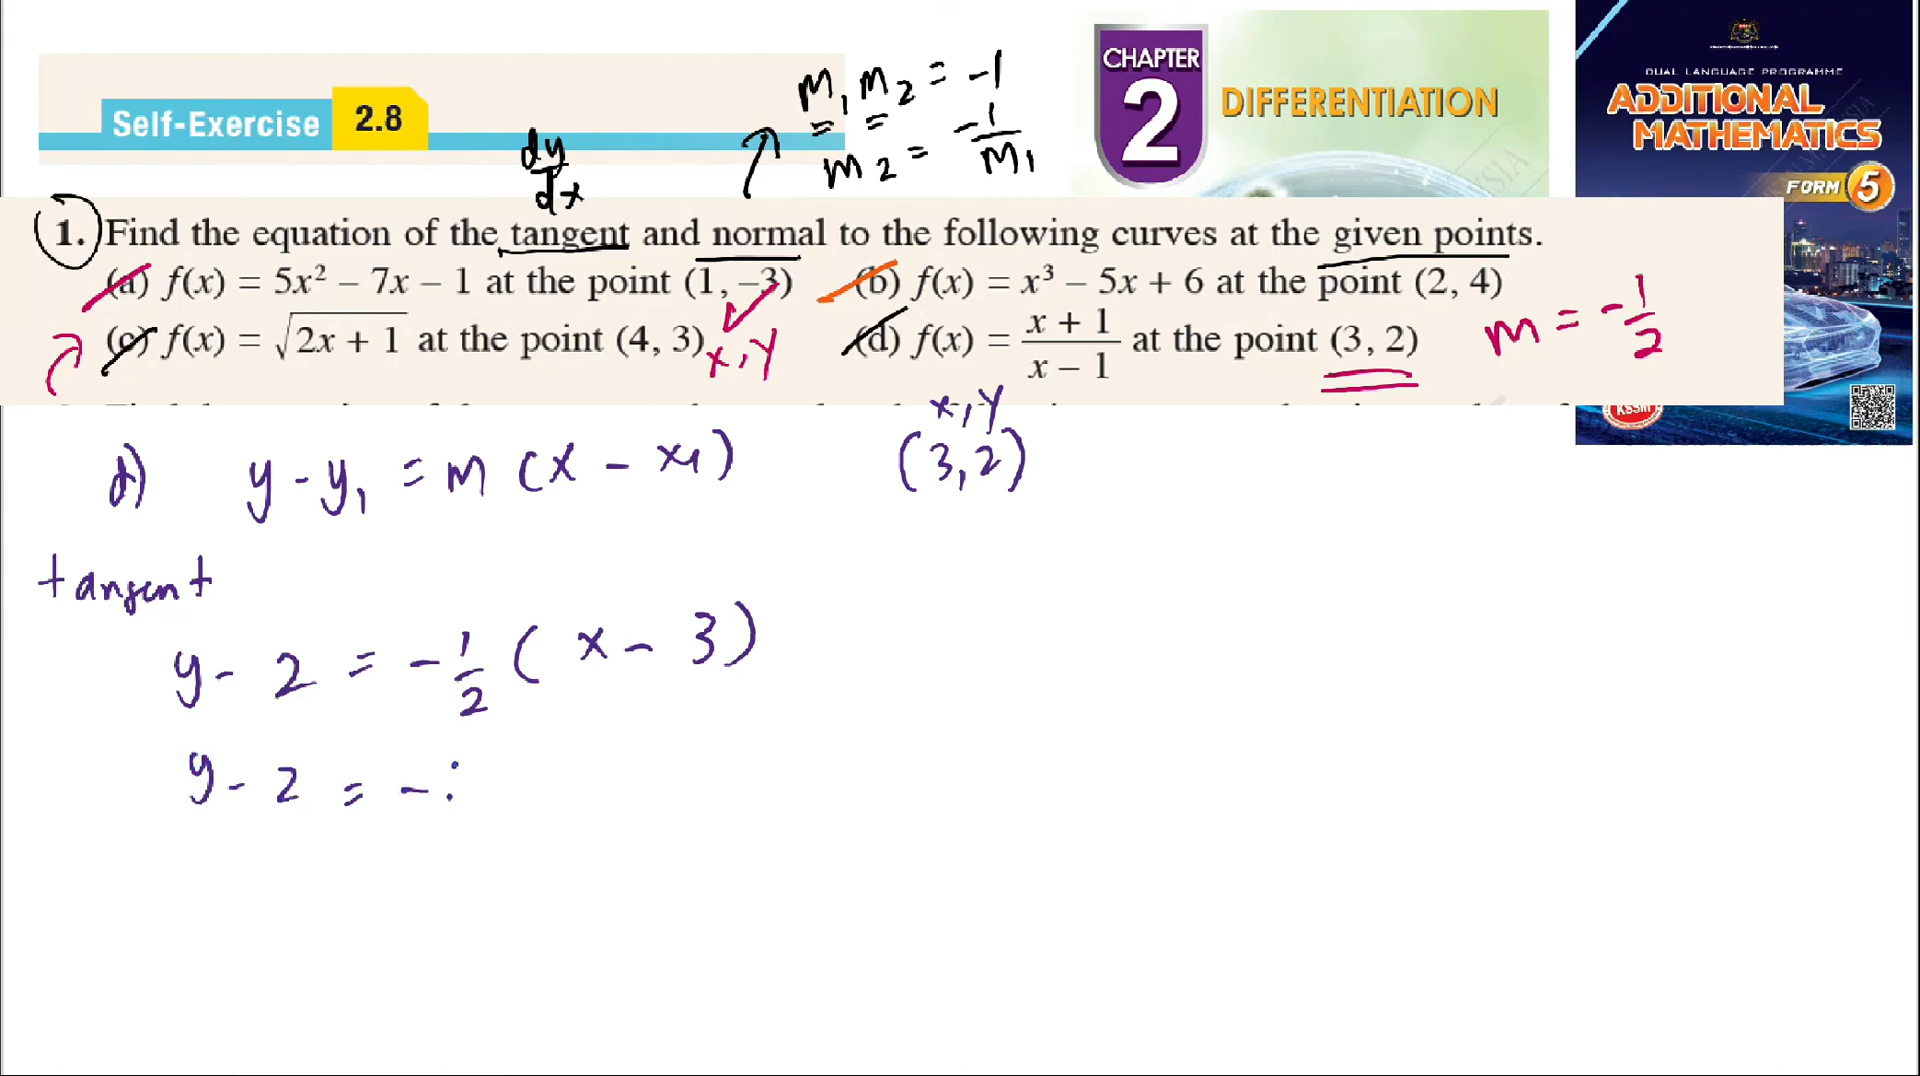 Self-Exercise 2.8
dy/dx
m₁m₂ = -1
m₂ = -1/m₁
CHAPTER 2 DIFFERENTIATION
DUAL LANGUAGE PROGRAMME
ADDITIONAL
MATHEMATICS
FORM 5
KSSM
1. Find the equation of the tangent and normal to the following curves at the given points.
(a) f(x) = 5x² – 7x – 1 at the point (1, –3) (b) f(x) = x³ – 5x + 6 at the point (2, 4)
(c) f(x) = √(2x + 1) at the point (4, 3) (d) f(x) = (x + 1)/(x – 1) at the point (3, 2)
x, y
m = -1/2
x, y
d) y - y₁ = m (x - x₁) (3, 2)
tangent
y - 2 = -1/2 (x - 3)
y - 2 = -